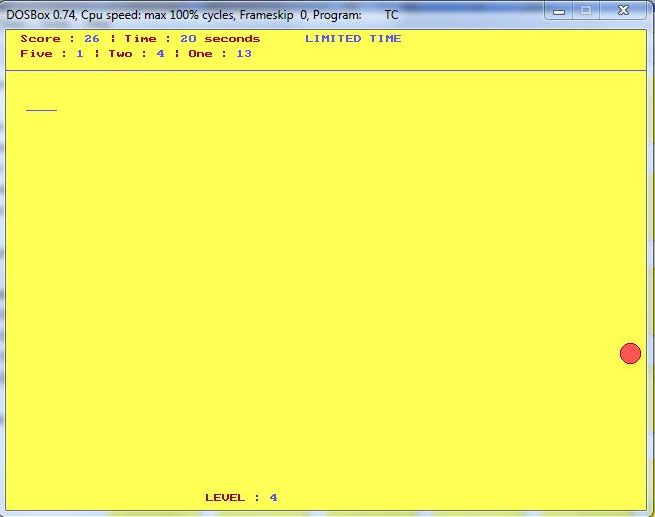 DOSBox 0.74, Cpu speed: max 100% cycles, Frameskip 0, Program: TC
Score : 26 | Time : 20 seconds LIMITED TIME
Five : 1 | Two : 4 | One : 13
LEVEL : 4